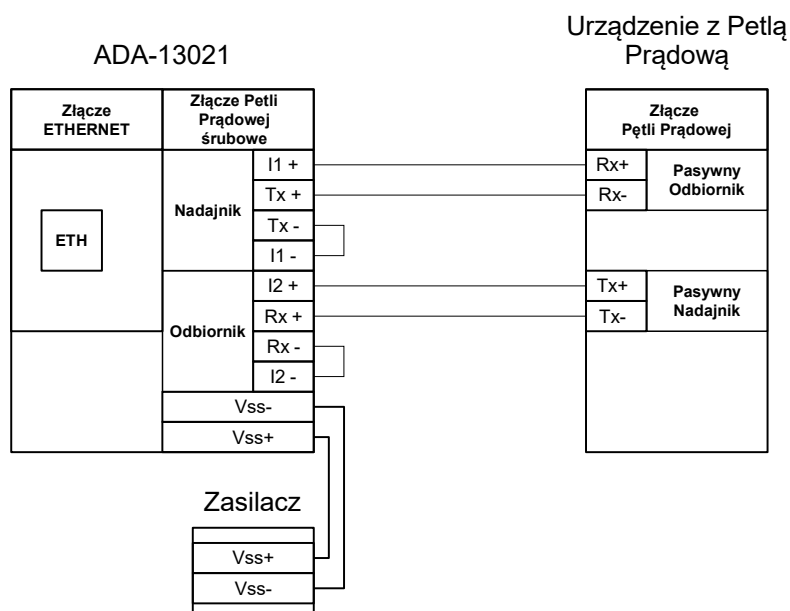 Urządzenie z Petlą
Prądową
ADA-13021
Złącze
ETHERNET
Złącze Petli
Prądowej
śrubowe
Złącze
Pętli Prądowej
ETH
Nadajnik
I1 +
Tx +
Tx -
I1 -
Odbiornik
I2 +
Rx +
Rx -
I2 -
Vss-
Vss+
Rx+
Rx-
Pasywny
Odbiornik
Tx+
Tx-
Pasywny
Nadajnik
Zasilacz
Vss+
Vss-